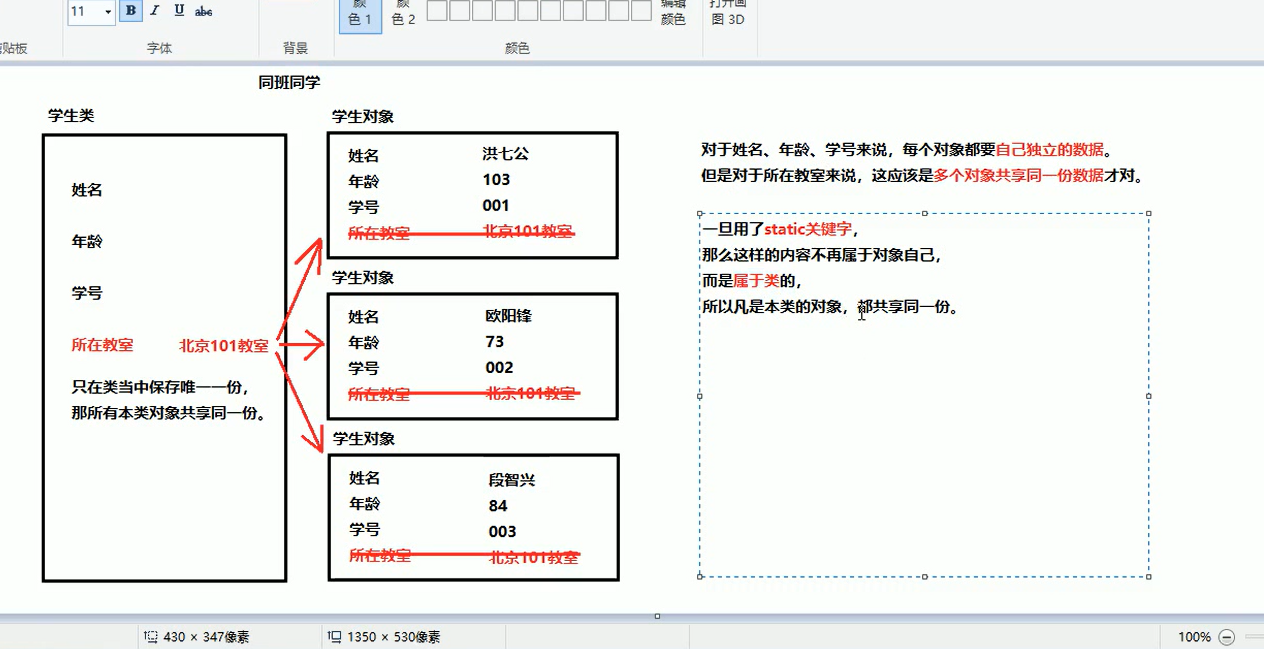 11
B
I
U
abc
颜
色 1
颜
色 2
编辑
颜色
打开画
图 3D
贴板
字体
背景
颜色
同班同学
学生类
姓名
年龄
学号
所在教室 北京101教室
只在类当中保存唯一一份，
那所有本类对象共享同一份。
学生对象
姓名 洪七公
年龄 103
学号 001
所在教室 北京101教室
学生对象
姓名 欧阳锋
年龄 73
学号 002
所在教室 北京101教室
学生对象
姓名 段智兴
年龄 84
学号 003
所在教室 北京101教室
对于姓名、年龄、学号来说，每个对象都要自己独立的数据。
但是对于所在教室来说，这应该是多个对象共享同一份数据才对。
一旦用了static关键字，
那么这样的内容不再属于对象自己，
而是属于类的，
所以凡是本类的对象，都共享同一份。
430 × 347像素
1350 × 530像素
100%